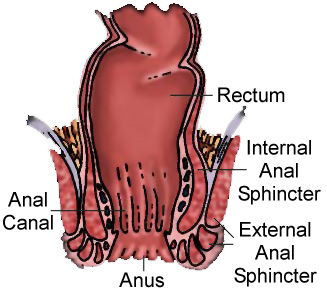 Rectum
Internal
Anal
Sphincter
Anal
Canal
External
Anal
Sphincter
Anus